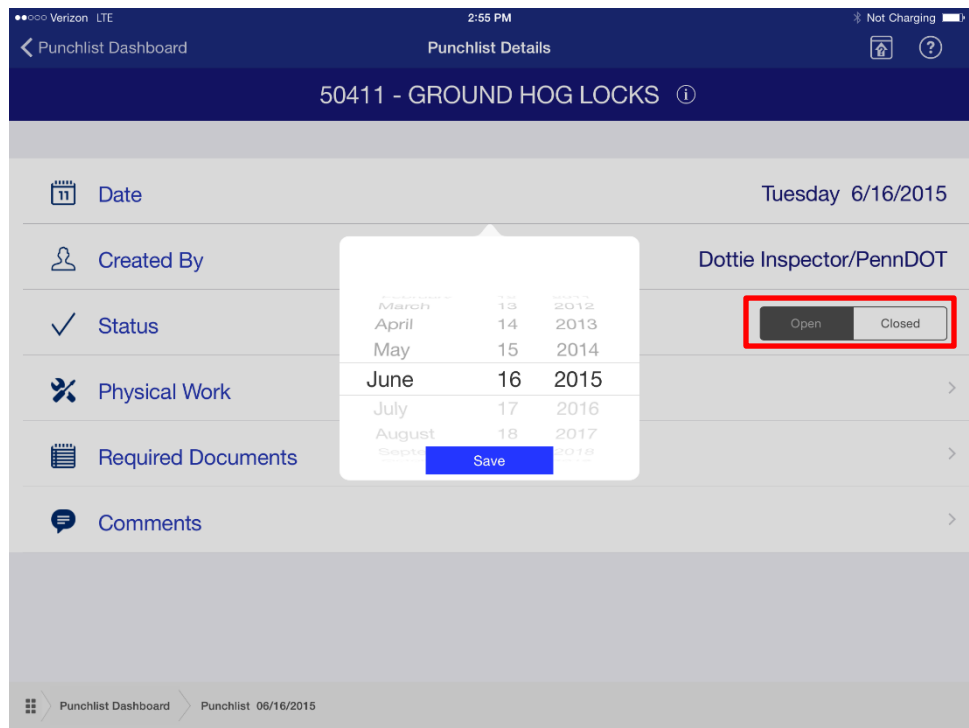 Verizon LTE 2:55 PM Not Charging
Punchlist Dashboard Punchlist Details ?
50411 - GROUND HOG LOCKS i
11 Date Tuesday 6/16/2015
Created By Dottie Inspector/PennDOT
March 13 2012
Status April 14 2013 Open Closed
May 15 2014
Physical Work June 16 2015
July 17 2016
August 18 2017
Required Documents Save 2018
Comments
Punchlist Dashboard Punchlist 06/16/2015